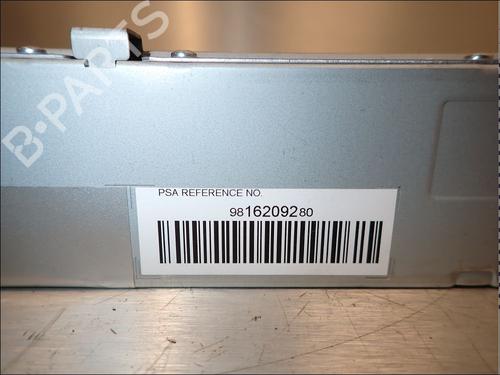 B-PARTS
PSA REFERENCE NO.
9816209280